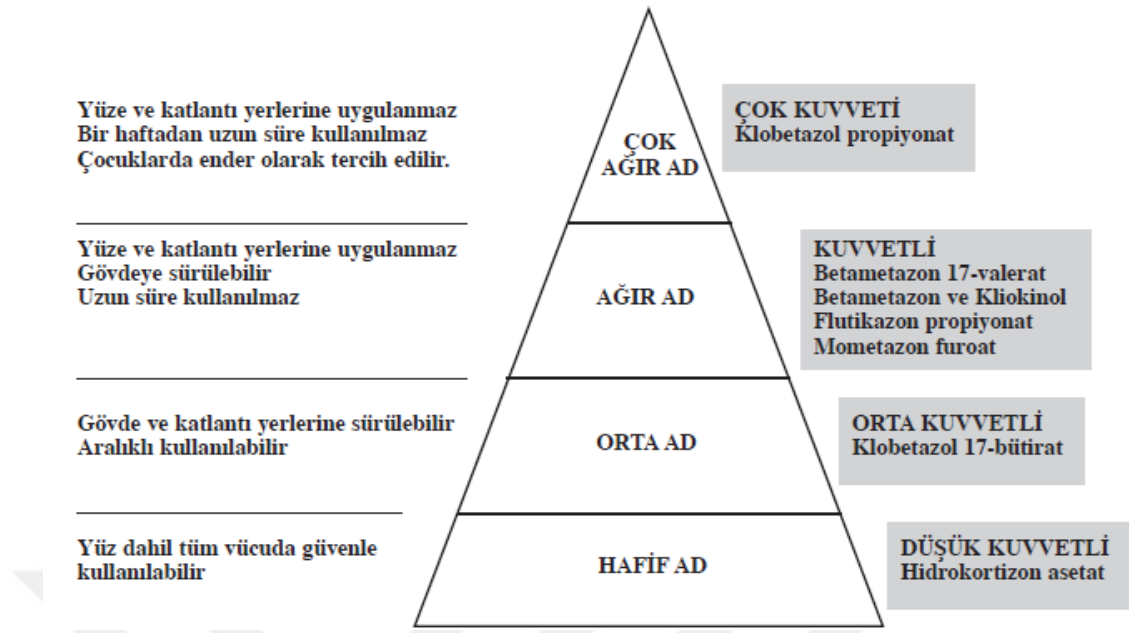 Yüze ve katlantı yerlerine uygulanmaz
Bir haftadan uzun süre kullanılmaz
Çocuklarda ender olarak tercih edilir.
ÇOK
AĞIR AD
ÇOK KUVVETİ
Klobetazol propiyonat
Yüze ve katlantı yerlerine uygulanmaz
Gövdeye sürülebilir
Uzun süre kullanılmaz
AĞIR AD
KUVVETLİ
Betametazon 17-valerat
Betametazon ve Kliokinol
Flutikazon propiyonat
Mometazon furoat
Gövde ve katlantı yerlerine sürülebilir
Aralıklı kullanılabilir
ORTA AD
ORTA KUVVETLİ
Klobetazol 17-bütirat
Yüz dahil tüm vücuda güvenle
kullanılabilir
HAFİF AD
DÜŞÜK KUVVETLİ
Hidrokortizon asetat